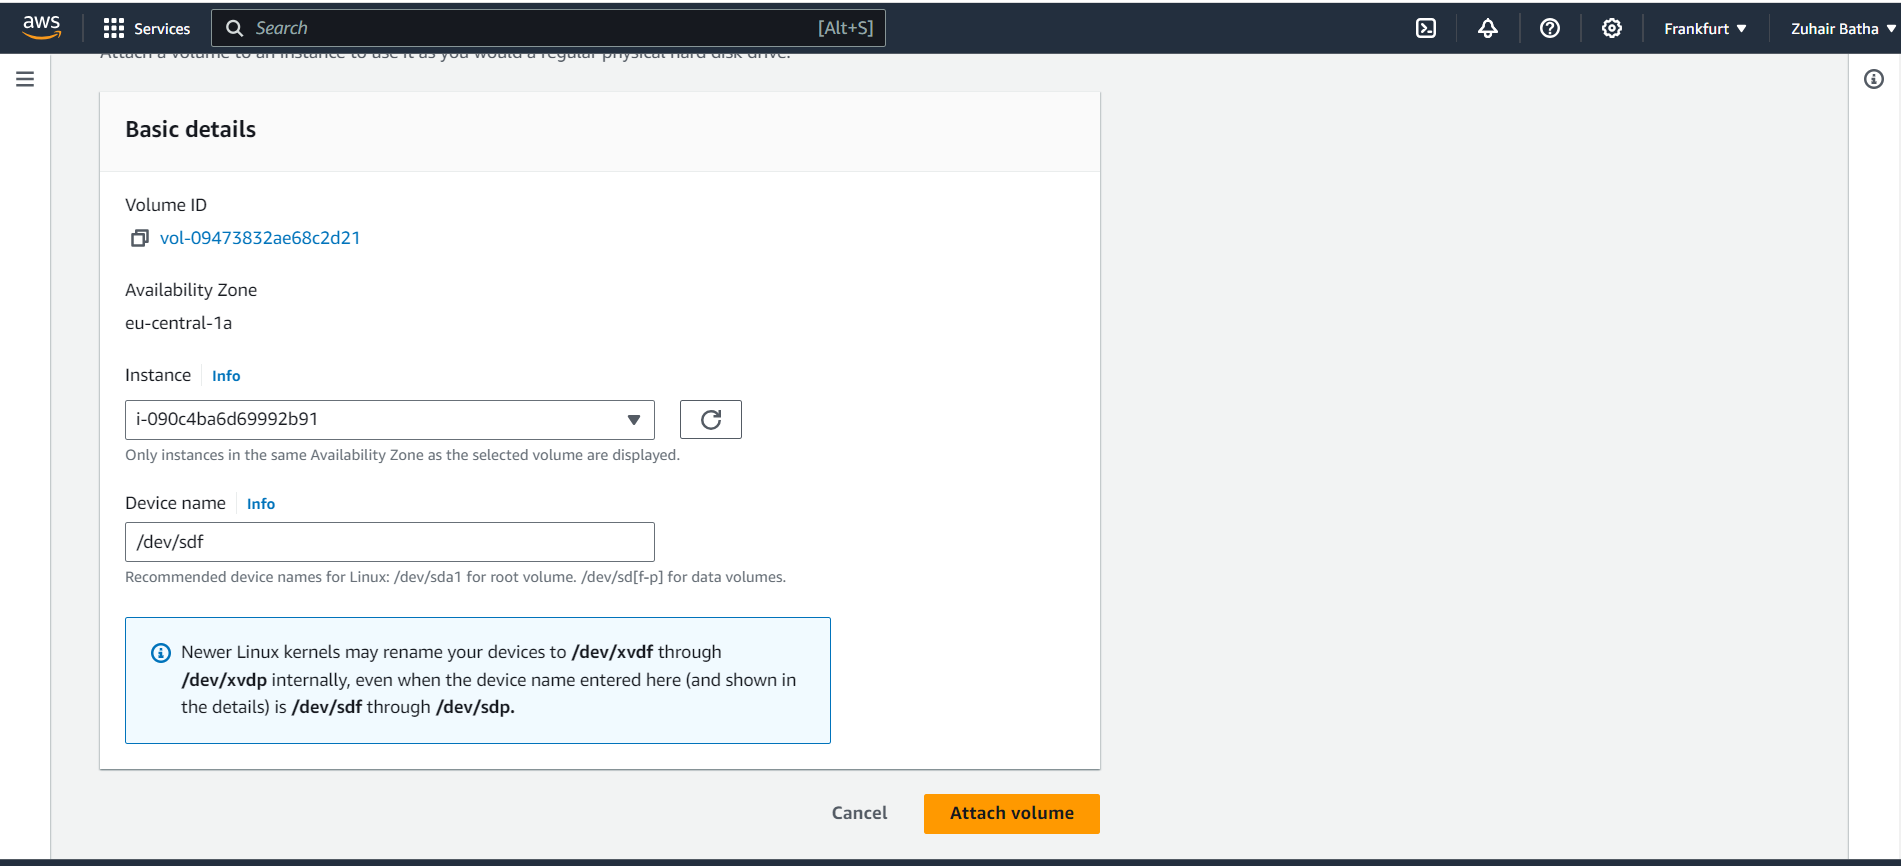 aws
Services
Search
[Alt+S]
Frankfurt
Zuhair Batha
Attach a volume to an instance to use it as you would a regular physical hard disk drive.
Basic details
Volume ID
vol-09473832ae68c2d21
Availability Zone
eu-central-1a
Instance Info
i-090c4ba6d69992b91
Only instances in the same Availability Zone as the selected volume are displayed.
Device name Info
/dev/sdf
Recommended device names for Linux: /dev/sda1 for root volume. /dev/sd[f-p] for data volumes.
Newer Linux kernels may rename your devices to /dev/xvdf through
/dev/xvdp internally, even when the device name entered here (and shown in
the details) is /dev/sdf through /dev/sdp.
Cancel
Attach volume